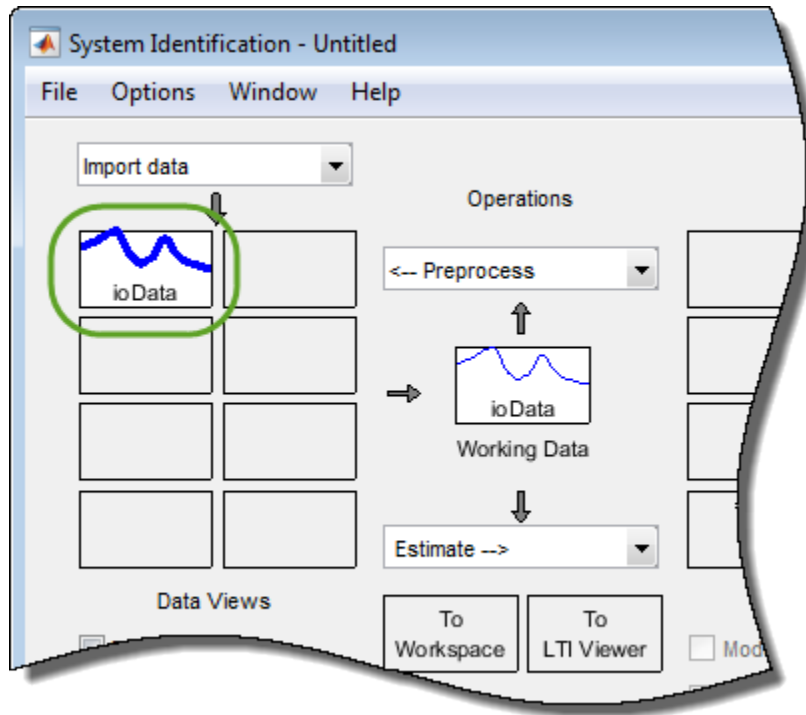 System Identification - Untitled
File Options Window Help
Import data
Operations
ioData
<-- Preprocess
ioData
Working Data
Estimate -->
Data Views
To
Workspace
To
LTI Viewer